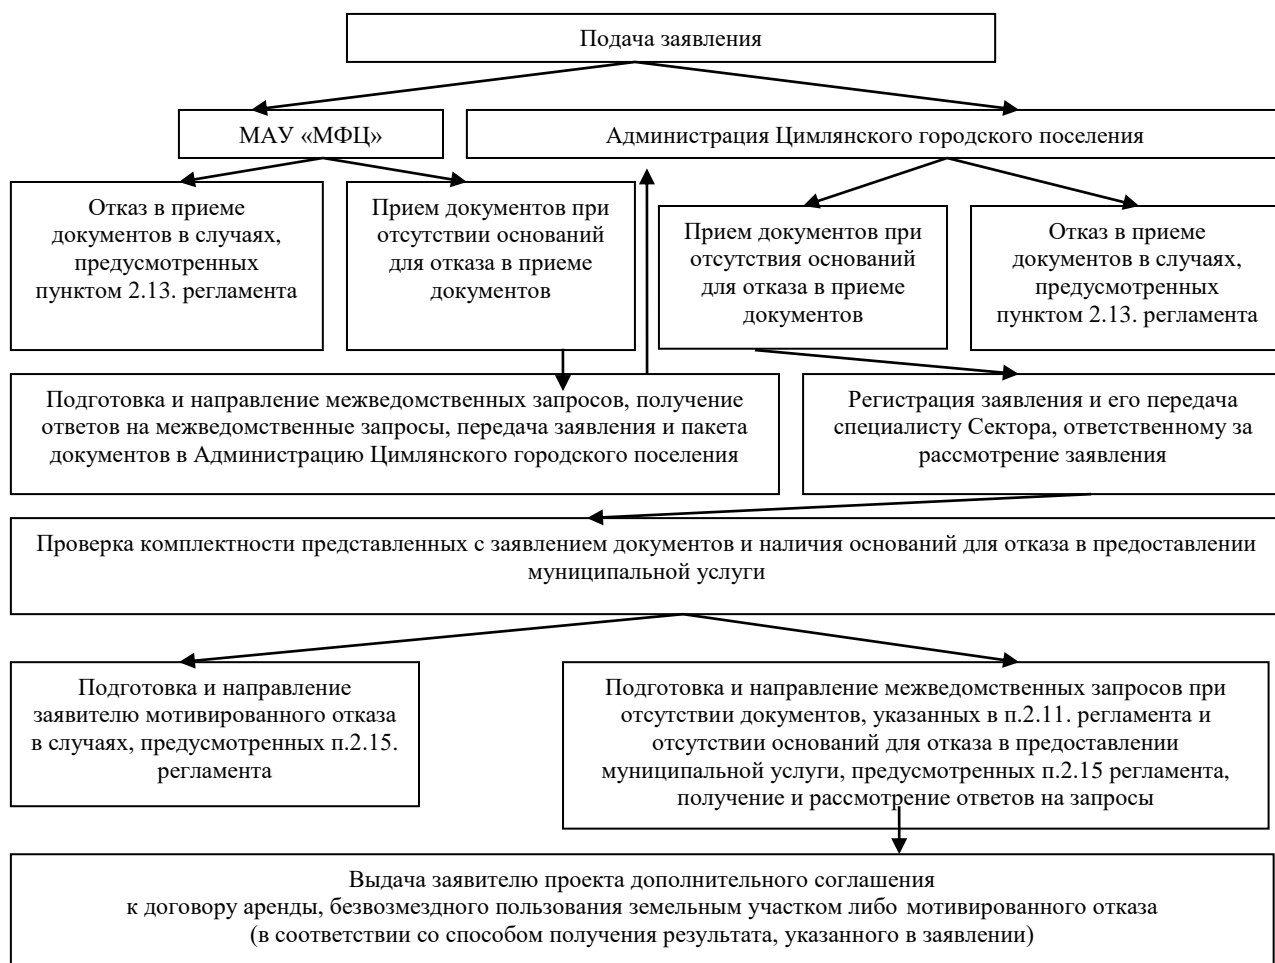 Подача заявления
МАУ «МФЦ»
Администрация Цимлянского городского поселения
Отказ в приеме
документов в случаях,
предусмотренных
пунктом 2.13. регламента
Прием документов при
отсутствии оснований
для отказа в приеме
документов
Прием документов при
отсутствия оснований
для отказа в приеме
документов
Отказ в приеме
документов в случаях,
предусмотренных
пунктом 2.13. регламента
Подготовка и направление межведомственных запросов, получение
ответов на межведомственные запросы, передача заявления и пакета
документов в Администрацию Цимлянского городского поселения
Регистрация заявления и его передача
специалисту Сектора, ответственному за
рассмотрение заявления
Проверка комплектности представленных с заявлением документов и наличия оснований для отказа в предоставлении
муниципальной услуги
Подготовка и направление
заявителю мотивированного отказа
в случаях, предусмотренных п.2.15.
регламента
Подготовка и направление межведомственных запросов при
отсутствии документов, указанных в п.2.11. регламента и
отсутствии оснований для отказа в предоставлении
муниципальной услуги, предусмотренных п.2.15 регламента,
получение и рассмотрение ответов на запросы
Выдача заявителю проекта дополнительного соглашения
к договору аренды, безвозмездного пользования земельным участком либо мотивированного отказа
(в соответствии со способом получения результата, указанного в заявлении)